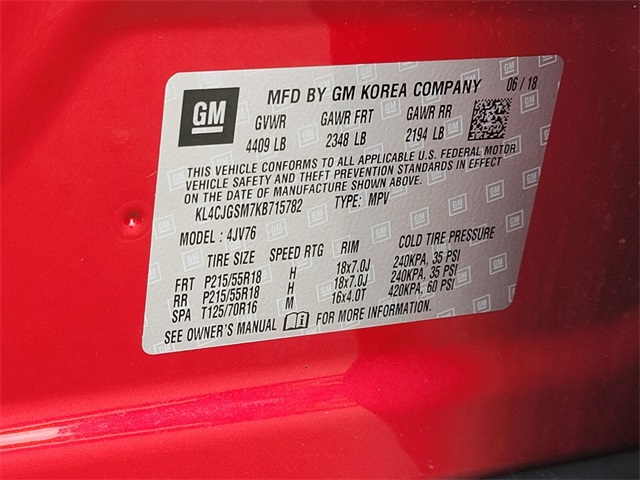 GM MFD BY GM KOREA COMPANY 06 / 18
GVWR GAWR FRT GAWR RR
4409 LB 2348 LB 2194 LB
THIS VEHICLE CONFORMS TO ALL APPLICABLE U.S. FEDERAL MOTOR
VEHICLE SAFETY AND THEFT PREVENTION STANDARDS IN EFFECT
ON THE DATE OF MANUFACTURE SHOWN ABOVE.
KL4CJGSM7KB715782 TYPE: MPV
MODEL : 4JV76
TIRE SIZE SPEED RTG RIM COLD TIRE PRESSURE
FRT P215/55R18 H 18x7.0J 240KPA, 35 PSI
RR P215/55R18 H 18x7.0J 240KPA, 35 PSI
SPA T125/70R16 M 16x4.0T 420KPA, 60 PSI
SEE OWNER'S MANUAL FOR MORE INFORMATION.